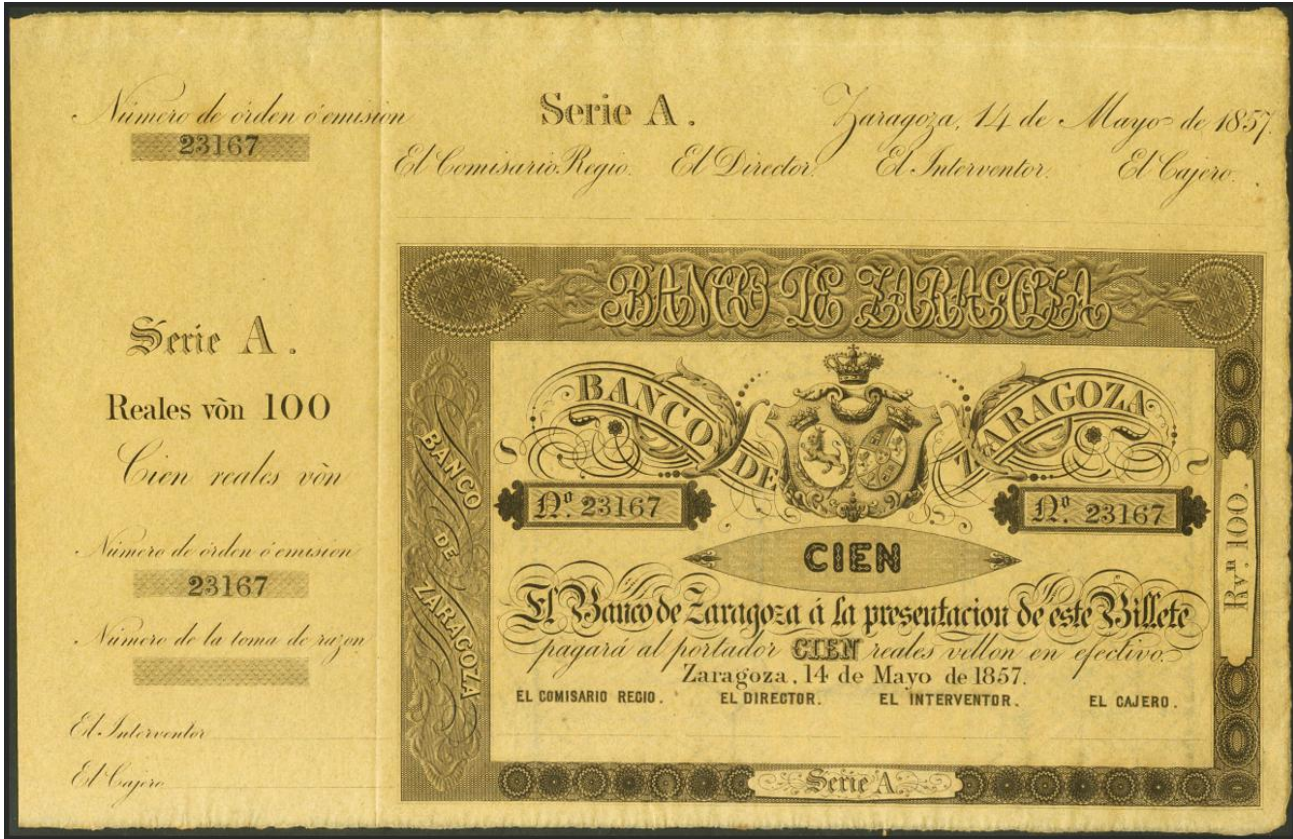 Número de órden ó emision
23167
Serie A.
Reales vòn 100
Cien reales vòn
Número de órden ó emision
23167
Número de la toma de razon
El Interventor
El Cajero
Serie A.
Zaragoza, 14 de Mayo de 1857.
El Comisario Regio. El Director. El Interventor. El Cajero.
BANCO DE ZARAGOZA
BANCO DE ZARAGOZA
BANCO DE ZARAGOZA
Nº. 23167
Nº. 23167
CIEN
El Banco de Zaragoza á la presentacion de este Billete
pagará al portador CIEN reales vellon en efectivo.
Zaragoza, 14 de Mayo de 1857.
EL COMISARIO REGIO. EL DIRECTOR. EL INTERVENTOR. EL CAJERO.
Rvn. 100.
Serie A.